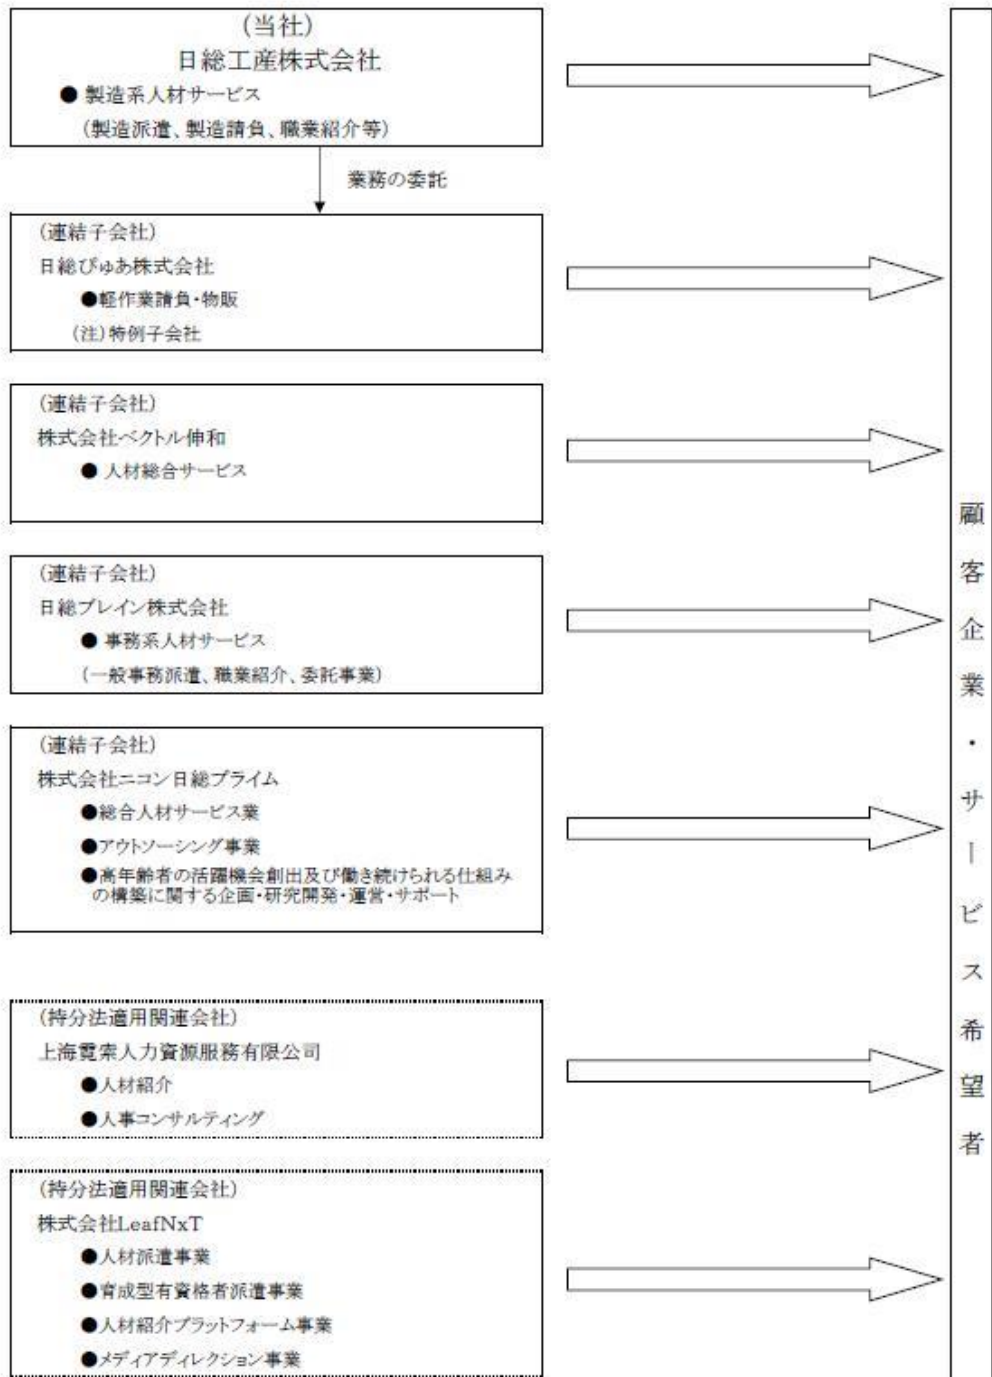 (当社)
日総工産株式会社
● 製造系人材サービス
(製造派遣、製造請負、職業紹介等)
業務の委託
(連結子会社)
日総ぴゅあ株式会社
●軽作業請負・物販
(注)特例子会社
(連結子会社)
株式会社ベクトル伸和
● 人材総合サービス
(連結子会社)
日総ブレイン株式会社
● 事務系人材サービス
(一般事務派遣、職業紹介、委託事業)
(連結子会社)
株式会社ニコン日総プライム
●総合人材サービス業
●アウトソーシング事業
●高年齢者の活躍機会創出及び働き続けられる仕組み
の構築に関する企画・研究開発・運営・サポート
(持分法適用関連会社)
上海霓索人力資源服務有限公司
●人材紹介
●人事コンサルティング
(持分法適用関連会社)
株式会社LeafNxT
●人材派遣事業
●育成型有資格者派遣事業
●人材紹介プラットフォーム事業
●メディアディレクション事業
顧客企業・サービス希望者